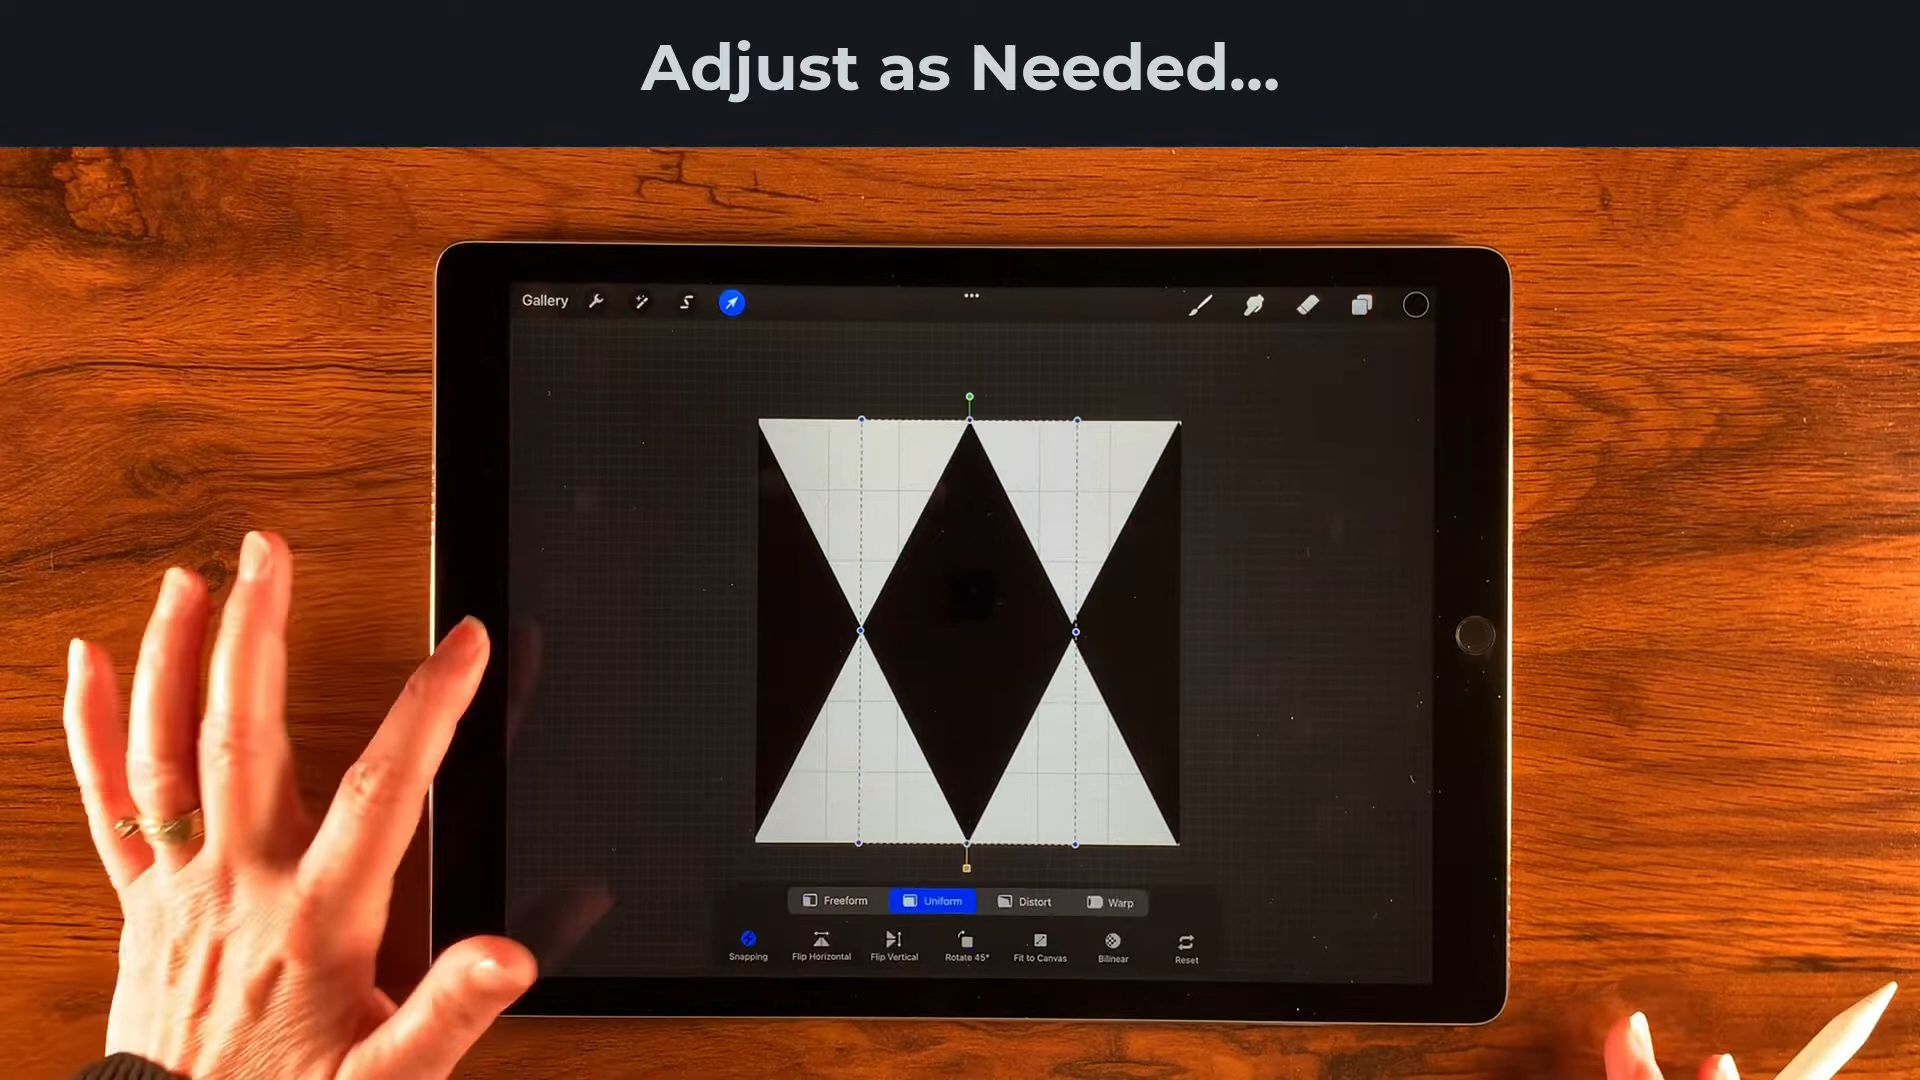 Adjust as Needed...
Gallery
Freeform
Uniform
Distort
Warp
Snapping
Flip Horizontal
Flip Vertical
Rotate 45°
Fit to Canvas
Bilinear
Reset